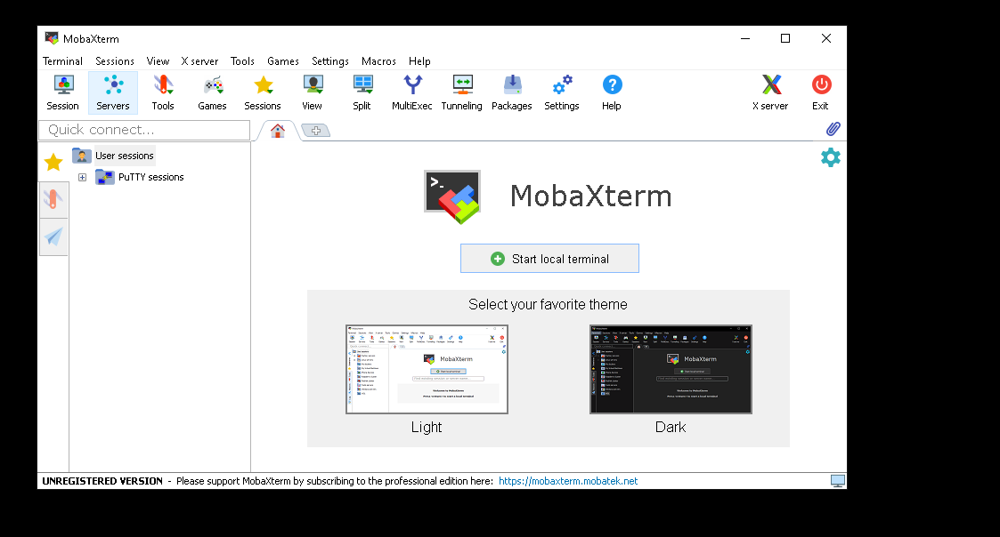 MobaXterm
Terminal Sessions View X server Tools Games Settings Macros Help
Session Servers Tools Games Sessions View Split MultiExec Tunneling Packages Settings Help X server Exit
Quick connect...
User sessions
PuTTY sessions
>_
MobaXterm
Start local terminal
Select your favorite theme
MobaXterm
MobaXterm
Light
Dark
UNREGISTERED VERSION - Please support MobaXterm by subscribing to the professional edition here: https://mobaxterm.mobatek.net